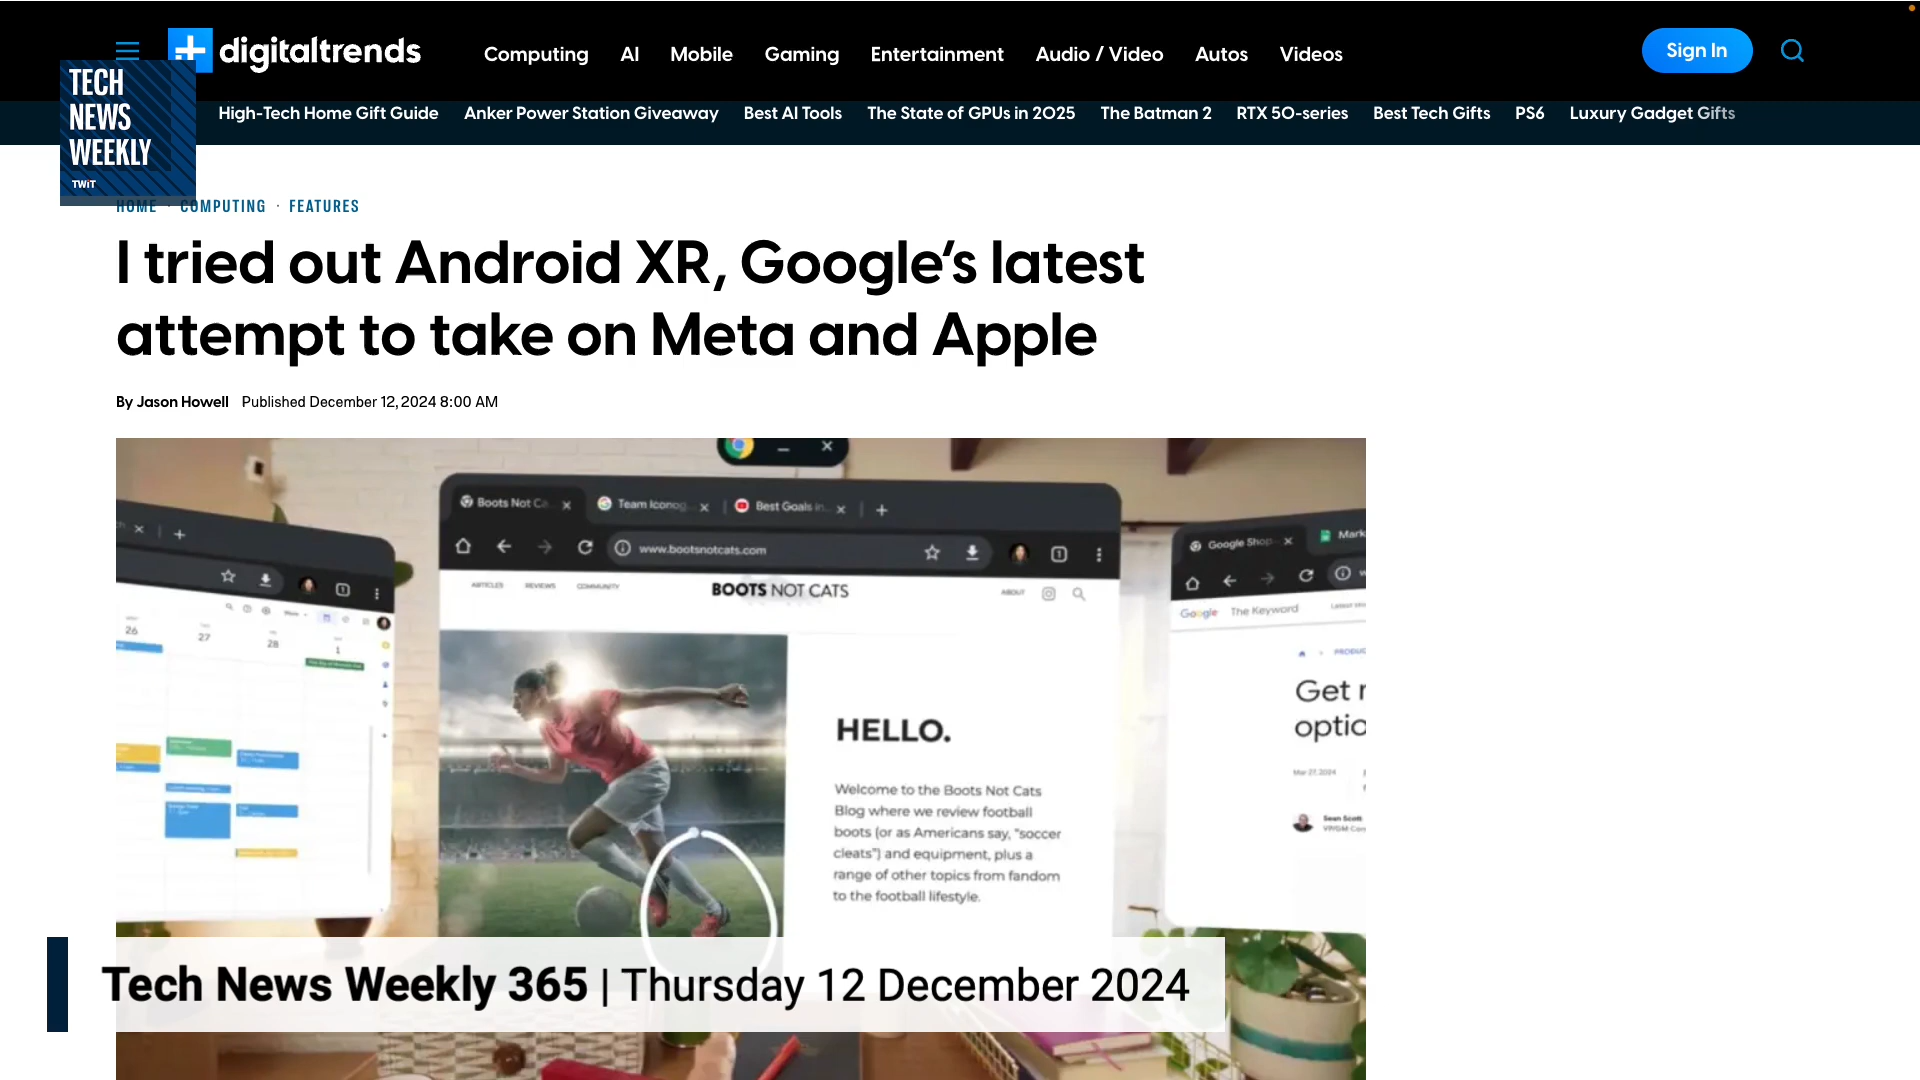 digitaltrends
Computing AI Mobile Gaming Entertainment Audio / Video Autos Videos
Sign In
TECH
NEWS
WEEKLY
TWiT
High-Tech Home Gift Guide Anker Power Station Giveaway Best AI Tools The State of GPUs in 2025 The Batman 2 RTX 50-series Best Tech Gifts PS6 Luxury Gadget Gifts
HOME · COMPUTING · FEATURES
I tried out Android XR, Google‘s latest
attempt to take on Meta and Apple
By Jason Howell Published December 12, 2024 8:00 AM
Boots Not Ca Team Iconog Best Goals in
www.bootsnotcats.com
ARTICLES REVIEWS COMMUNITY BOOTS NOT CATS ABOUT
26 27 28 1
HELLO.
Welcome to the Boots Not Cats
Blog where we review football
boots (or as Americans say, "soccer
cleats") and equipment, plus a
range of other topics from fandom
to the football lifestyle.
Google Shop Mark
Google The Keyword
PRODUC
Get r
optio
Mar 27, 2024
Sean Scott
Tech News Weekly 365 | Thursday 12 December 2024